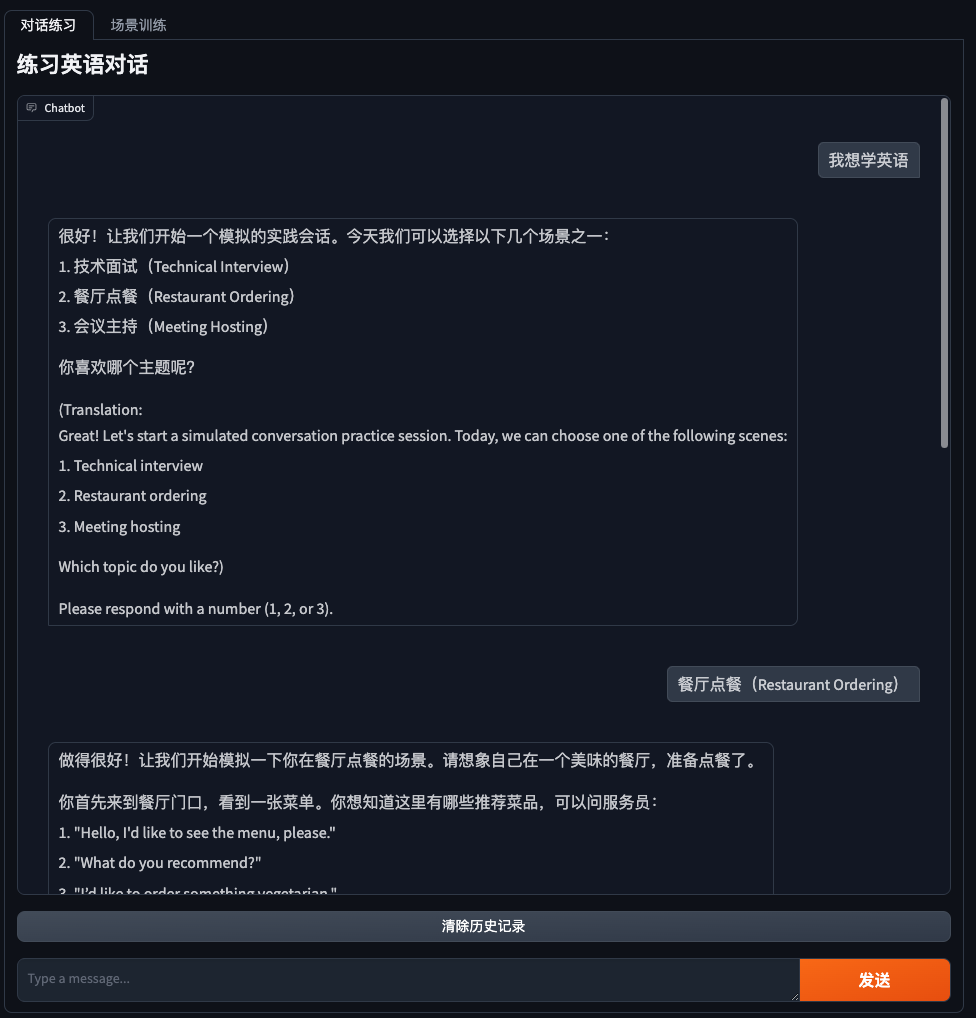 对话练习
场景训练
练习英语对话
Chatbot
我想学英语
很好！让我们开始一个模拟的实践会话。今天我们可以选择以下几个场景之一：
1. 技术面试（Technical Interview）
2. 餐厅点餐（Restaurant Ordering）
3. 会议主持（Meeting Hosting）
你喜欢哪个主题呢？
(Translation:
Great! Let's start a simulated conversation practice session. Today, we can choose one of the following scenes:
1. Technical interview
2. Restaurant ordering
3. Meeting hosting
Which topic do you like?)
Please respond with a number (1, 2, or 3).
餐厅点餐（Restaurant Ordering）
做得很好！让我们开始模拟一下你在餐厅点餐的场景。请想象自己在一个美味的餐厅，准备点餐了。
你首先来到餐厅门口，看到一张菜单。你想知道这里有哪些推荐菜品，可以问服务员：
1. "Hello, I'd like to see the menu, please."
2. "What do you recommend?"
3. "I'd like to order something vegetarian."
清除历史记录
Type a message...
发送